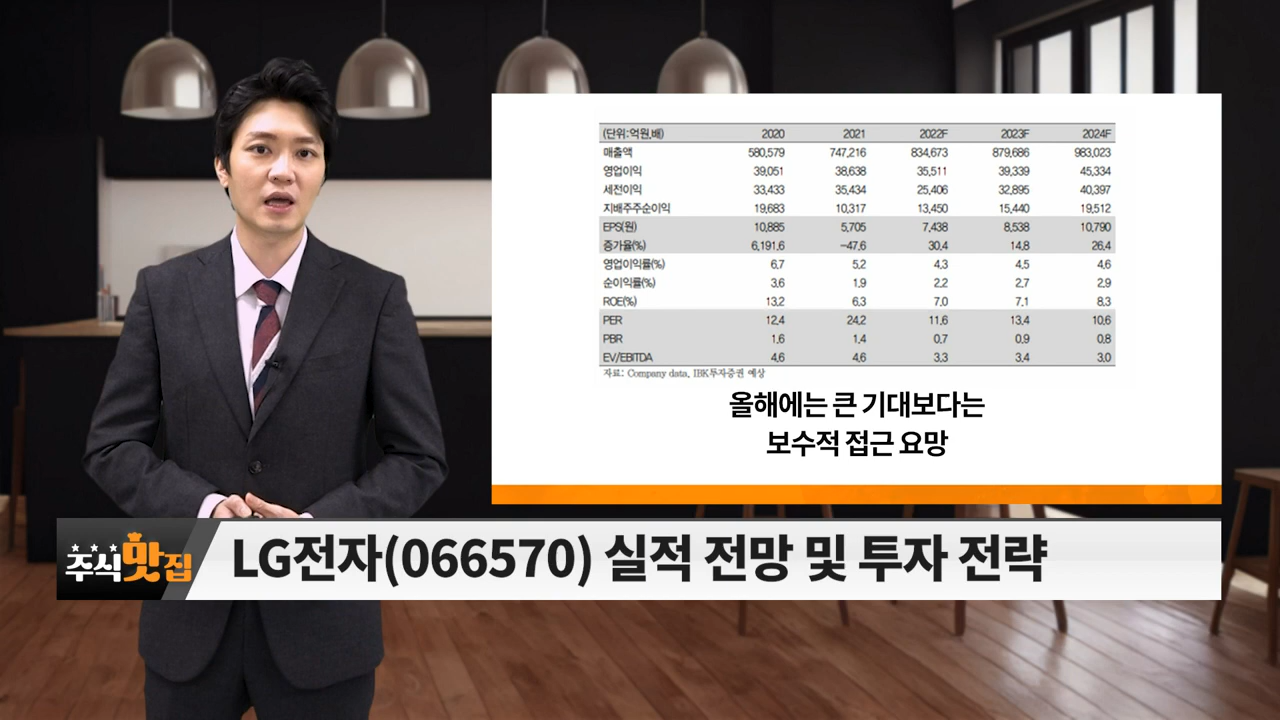 (단위:억원,배) 2020 2021 2022F 2023F 2024F
매출액 580,579 747,216 834,673 879,686 983,023
영업이익 39,051 38,638 35,511 39,339 45,334
세전이익 33,433 35,434 25,406 32,895 40,397
지배주주순이익 19,683 10,317 13,450 15,440 19,512
EPS(원) 10,885 5,705 7,438 8,538 10,790
증가율(%) 6,191.6 -47.6 30.4 14.8 26.4
영업이익률(%) 6.7 5.2 4.3 4.5 4.6
순이익률(%) 3.6 1.9 2.2 2.7 2.9
ROE(%) 13.2 6.3 7.0 7.1 8.3
PER 12.4 24.2 11.6 13.4 10.6
PBR 1.6 1.4 0.7 0.9 0.8
EV/EBITDA 4.6 4.6 3.3 3.4 3.0
자료: Company data, IBK투자증권 예상
올해에는 큰 기대보다는
보수적 접근 요망
주식맛집
LG전자(066570) 실적 전망 및 투자 전략